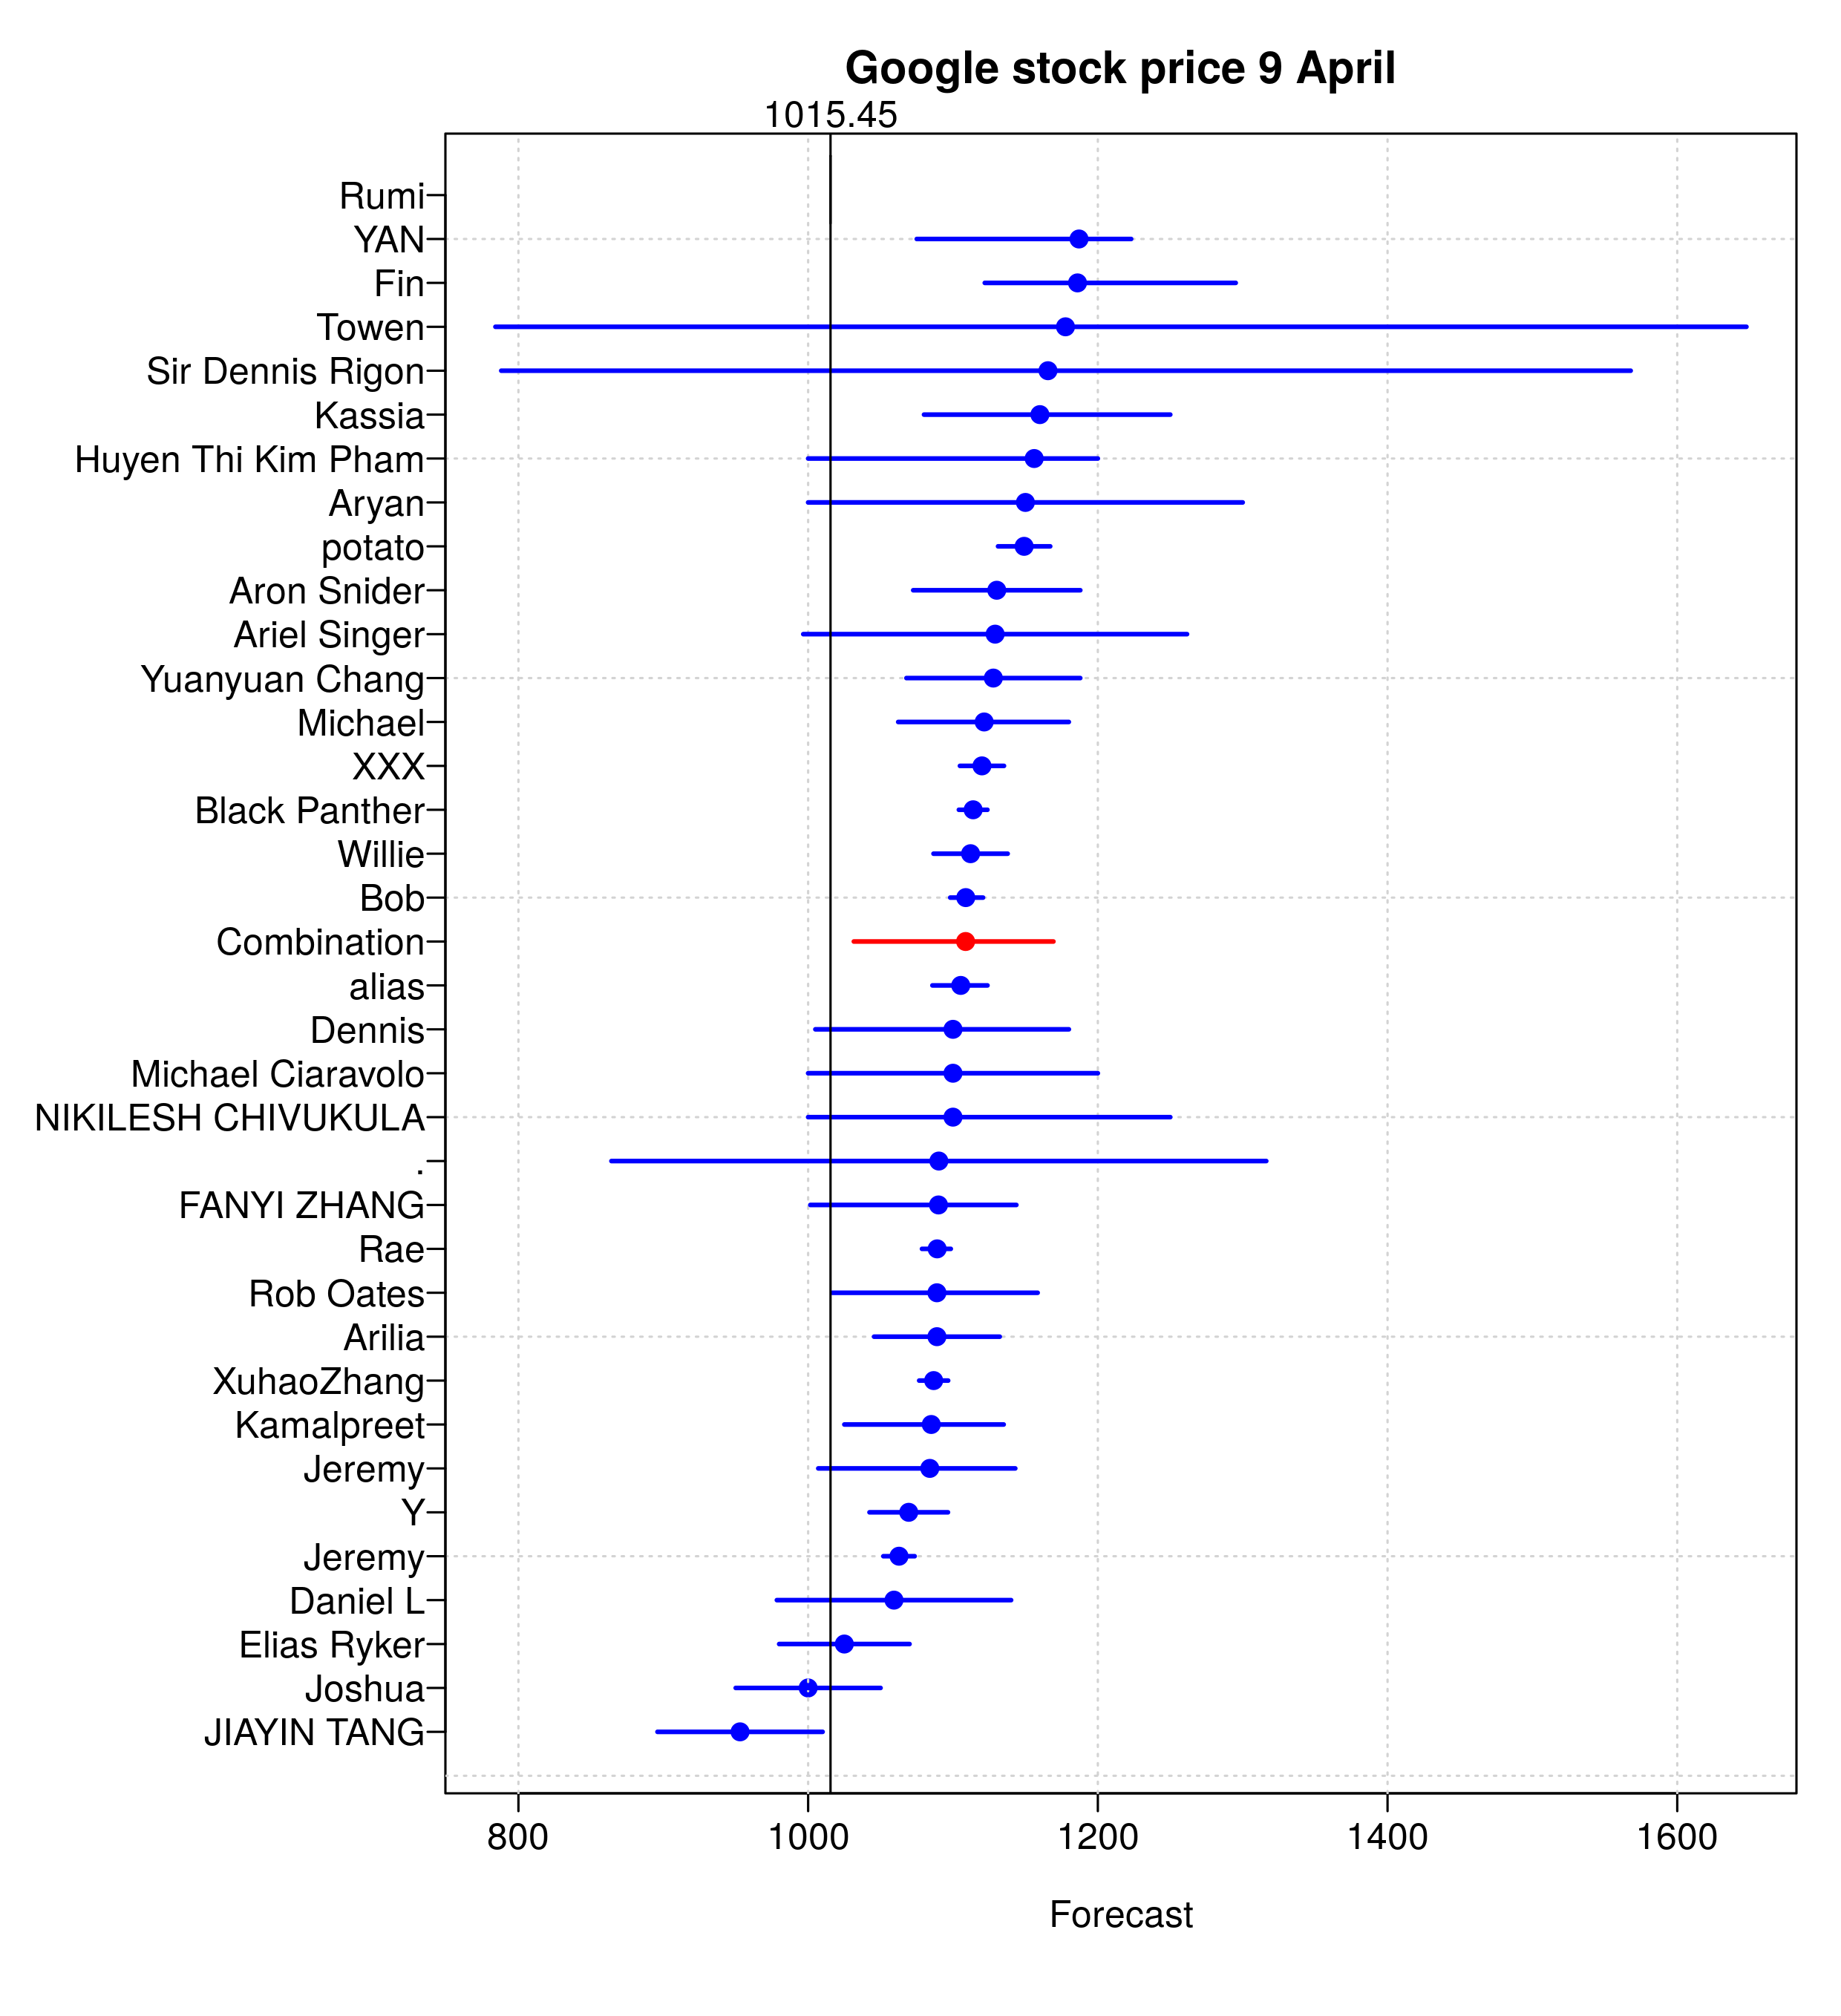 Google stock price 9 April
1015.45
Rumi
YAN
Fin
Towen
Sir Dennis Rigon
Kassia
Huyen Thi Kim Pham
Aryan
potato
Aron Snider
Ariel Singer
Yuanyuan Chang
Michael
XXX
Black Panther
Willie
Bob
Combination
alias
Dennis
Michael Ciaravolo
NIKILESH CHIVUKULA
.
FANYI ZHANG
Rae
Rob Oates
Arilia
XuhaoZhang
Kamalpreet
Jeremy
Y
Jeremy
Daniel L
Elias Ryker
Joshua
JIAYIN TANG
800 1000 1200 1400 1600
Forecast